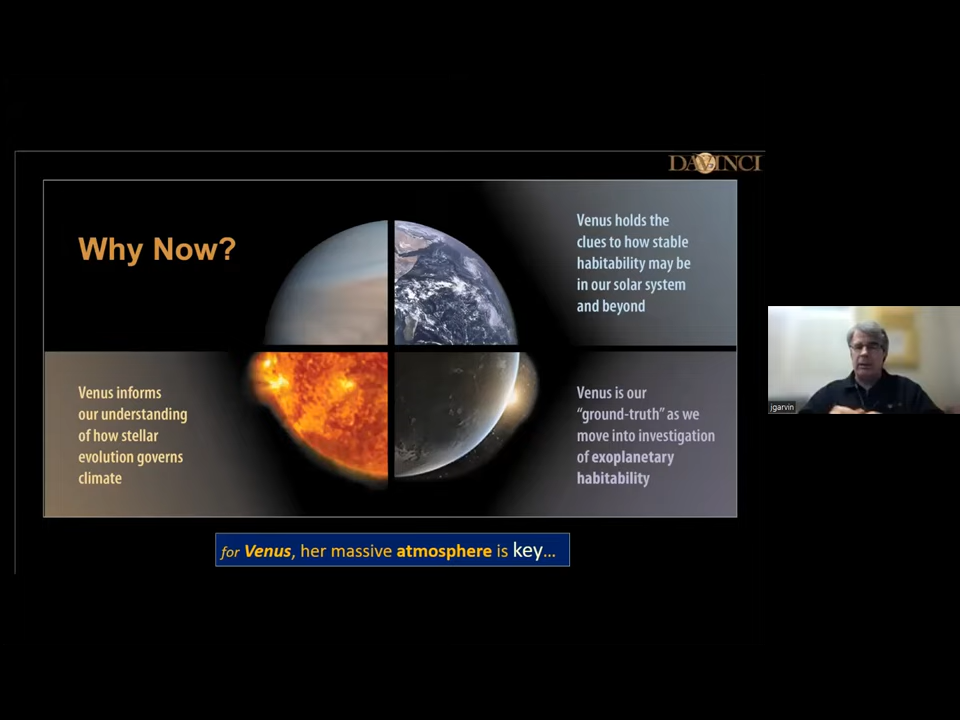 DAVINCI
Why Now?
Venus holds the
clues to how stable
habitability may be
in our solar system
and beyond
Venus informs
our understanding
of how stellar
evolution governs
climate
Venus is our
“ground-truth” as we
move into investigation
of exoplanetary
habitability
for Venus, her massive atmosphere is key...
jgarvin